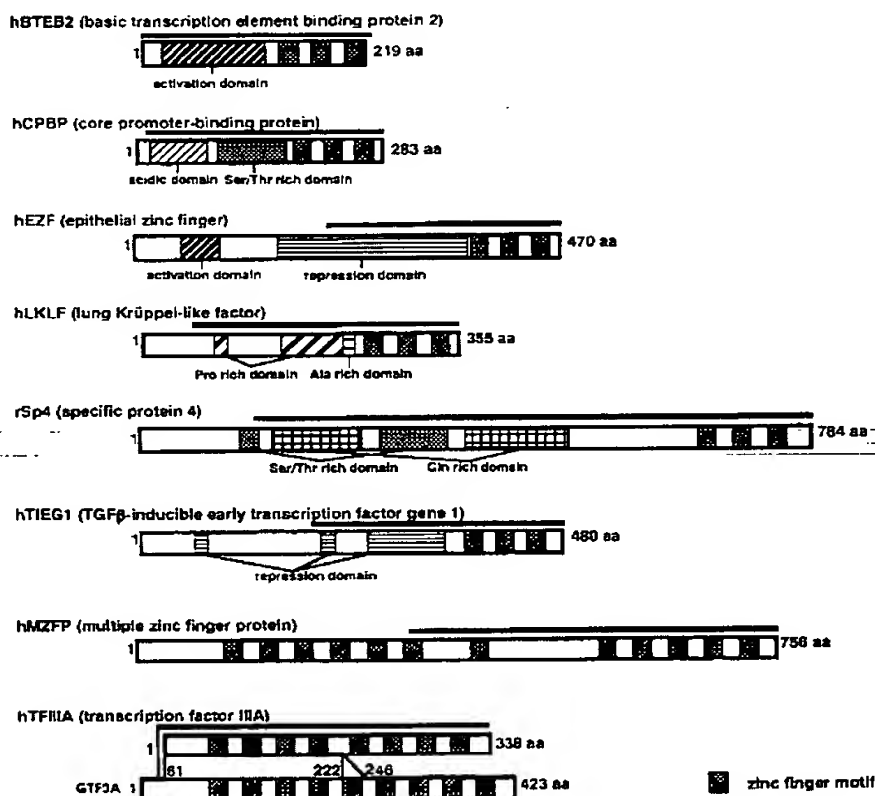 hBTEB2 (basic transcription element binding protein 2)
1 219 aa
activation domain
hCPBP (core promoter-binding protein)
1 283 aa
acidic domain Ser/Thr rich domain
hEZF (epithelial zinc finger)
1 470 aa
activation domain repression domain
hLKLF (lung Krüppel-like factor)
1 355 aa
Pro rich domain Ala rich domain
rSp4 (specific protein 4)
1 784 aa
Ser/Thr rich domain Gln rich domain
hTIEG1 (TGFβ-inducible early transcription factor gene 1)
1 480 aa
repression domain
hMZFP (multiple zinc finger protein)
1 756 aa
hTFIIIA (transcription factor IIIA)
1 338 aa
61 222 246
GTF3A 1 423 aa zinc finger motif